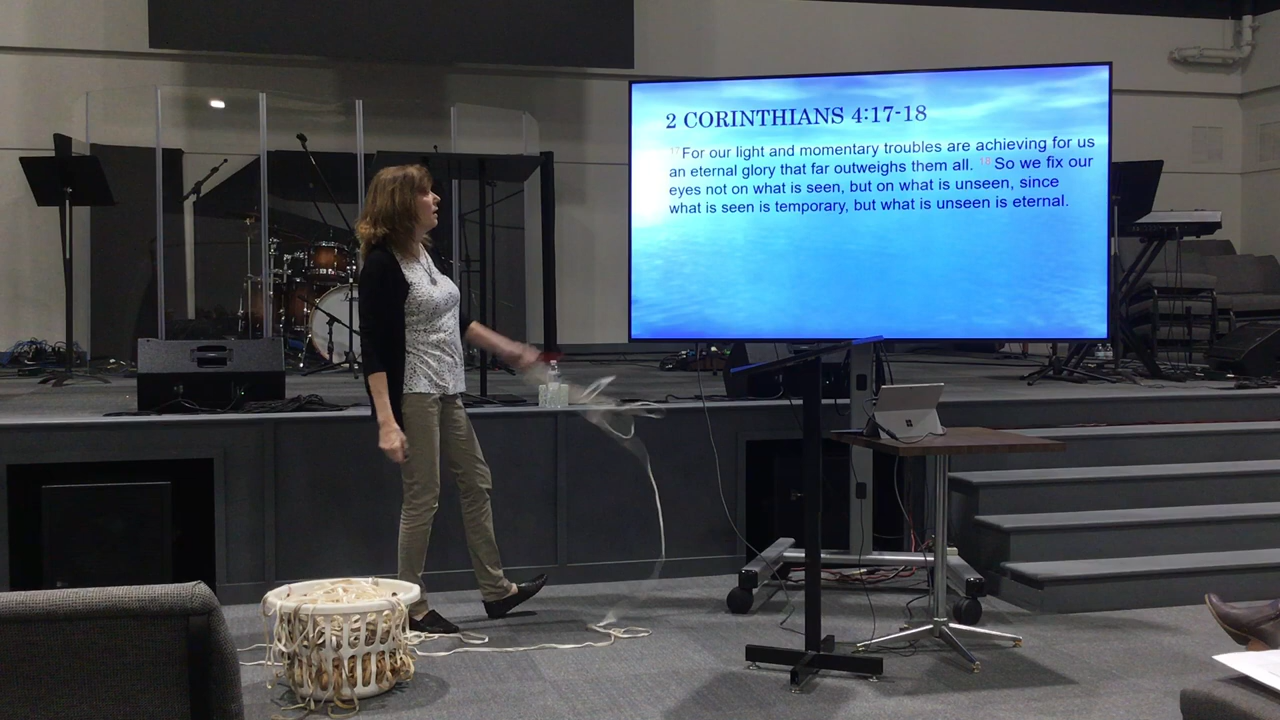 2 CORINTHIANS 4:17-18
17 For our light and momentary troubles are achieving for us
an eternal glory that far outweighs them all. 18 So we fix our
eyes not on what is seen, but on what is unseen, since
what is seen is temporary, but what is unseen is eternal.